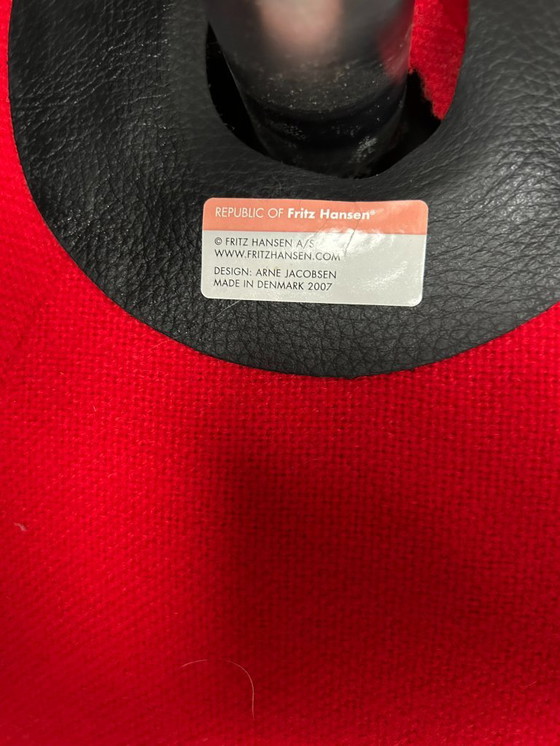 REPUBLIC OF Fritz Hansen®
© FRITZ HANSEN A/S
WWW.FRITZHANSEN.COM
DESIGN: ARNE JACOBSEN
MADE IN DENMARK 2007